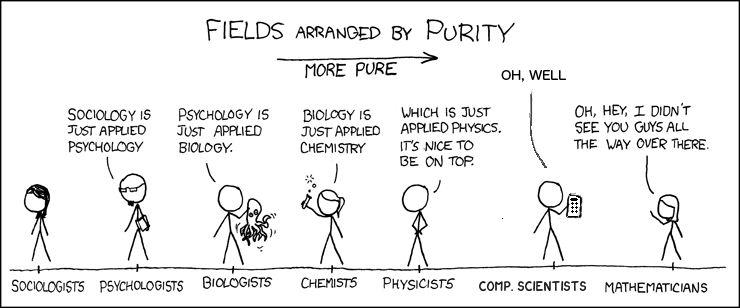 FIELDS ARRANGED BY PURITY
MORE PURE
SOCIOLOGY IS
JUST APPLIED
PSYCHOLOGY
PSYCHOLOGY IS
JUST APPLIED
BIOLOGY.
BIOLOGY IS
JUST APPLIED
CHEMISTRY
WHICH IS JUST
APPLIED PHYSICS.
IT'S NICE TO
BE ON TOP.
OH, WELL
OH, HEY, I DIDN'T
SEE YOU GUYS ALL
THE WAY OVER THERE.
SOCIOLOGISTS
PSYCHOLOGISTS
BIOLOGISTS
CHEMISTS
PHYSICISTS
COMP. SCIENTISTS
MATHEMATICIANS